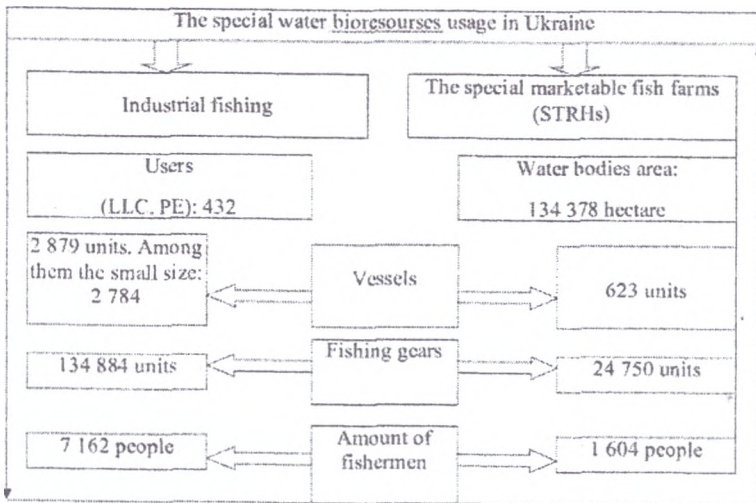 The special water bioresourses usage in Ukraine
Industrial fishing
The special marketable fish farms
(STRHs)
Users
(LLC, PE): 432
Water bodies area:
134 378 hectare
2 879 units. Among
them the small size:
2 784
Vessels
623 units
134 884 units
Fishing gears
24 750 units
7 162 people
Amount of
fishermen
1 604 people